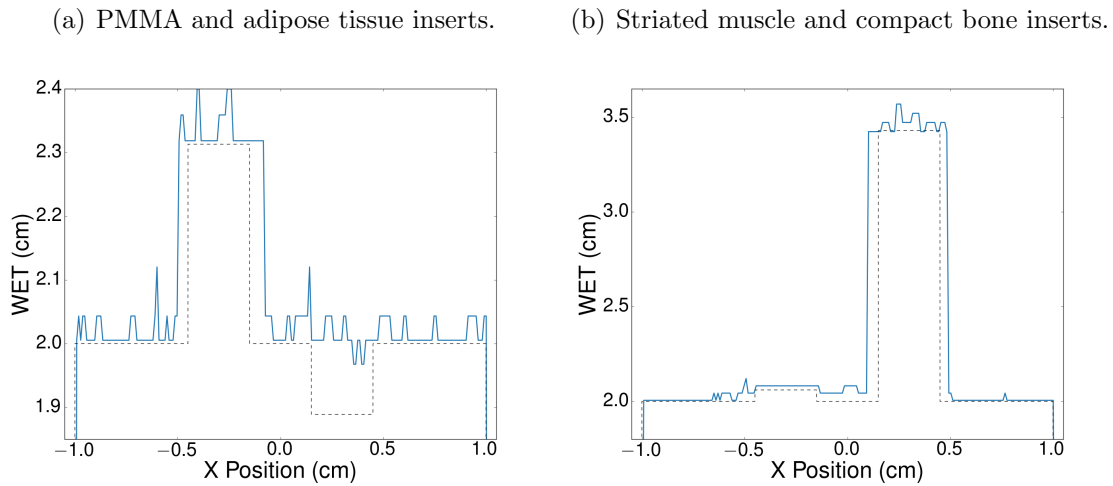 (a) PMMA and adipose tissue inserts.
(b) Striated muscle and compact bone inserts.
2.4
2.3
2.2
2.1
2.0
1.9
WET (cm)
−1.0 −0.5 0.0 0.5 1.0
X Position (cm)
3.5
3.0
2.5
2.0
WET (cm)
−1.0 −0.5 0.0 0.5 1.0
X Position (cm)